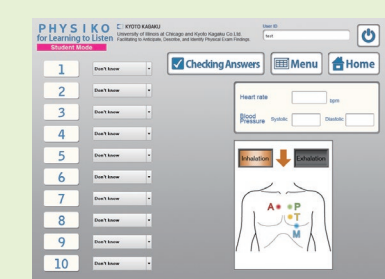 PHYSIKO
for Learning to Listen
KYOTO KAGAKU
University of Illinois at Chicago and Kyoto Kagaku Co Ltd.
Facilitating to Anticipate, Describe, and Identify Physical Exam Findings
User ID
Student Mode
Checking Answers
Menu
Home
1 Don't know
2 Don't know
3 Don't know
4 Don't know
5 Don't know
6 Don't know
7 Don't know
8 Don't know
9 Don't know
10 Don't know
Heart rate bpm
Blood Pressure Systolic Diastolic
Inhalation
Exhalation
A P
T
M